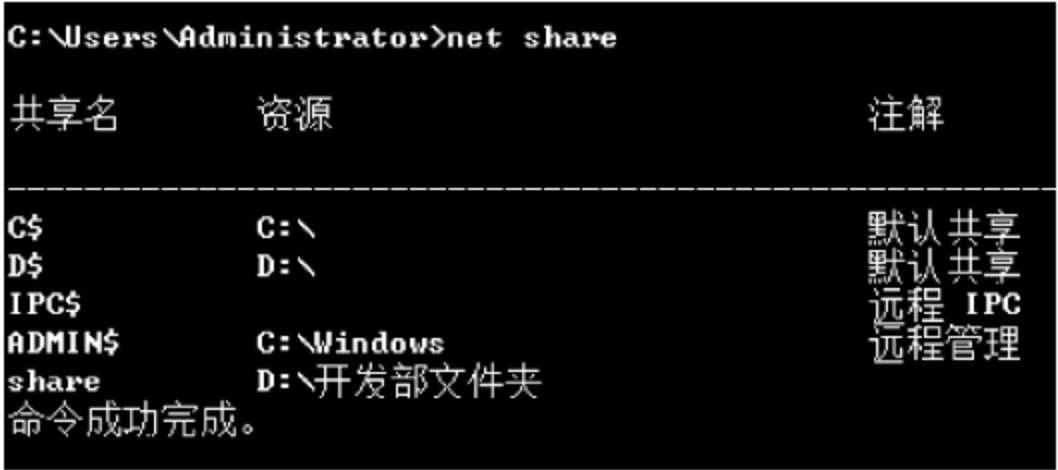 C:\Users\Administrator>net share
共享名 资源 注解
-------------------------------------------------------------------------------
C$ C:\ 默认共享
D$ D:\ 默认共享
IPC$ 远程 IPC
ADMIN$ C:\Windows 远程管理
share D:\开发部文件夹
命令成功完成。